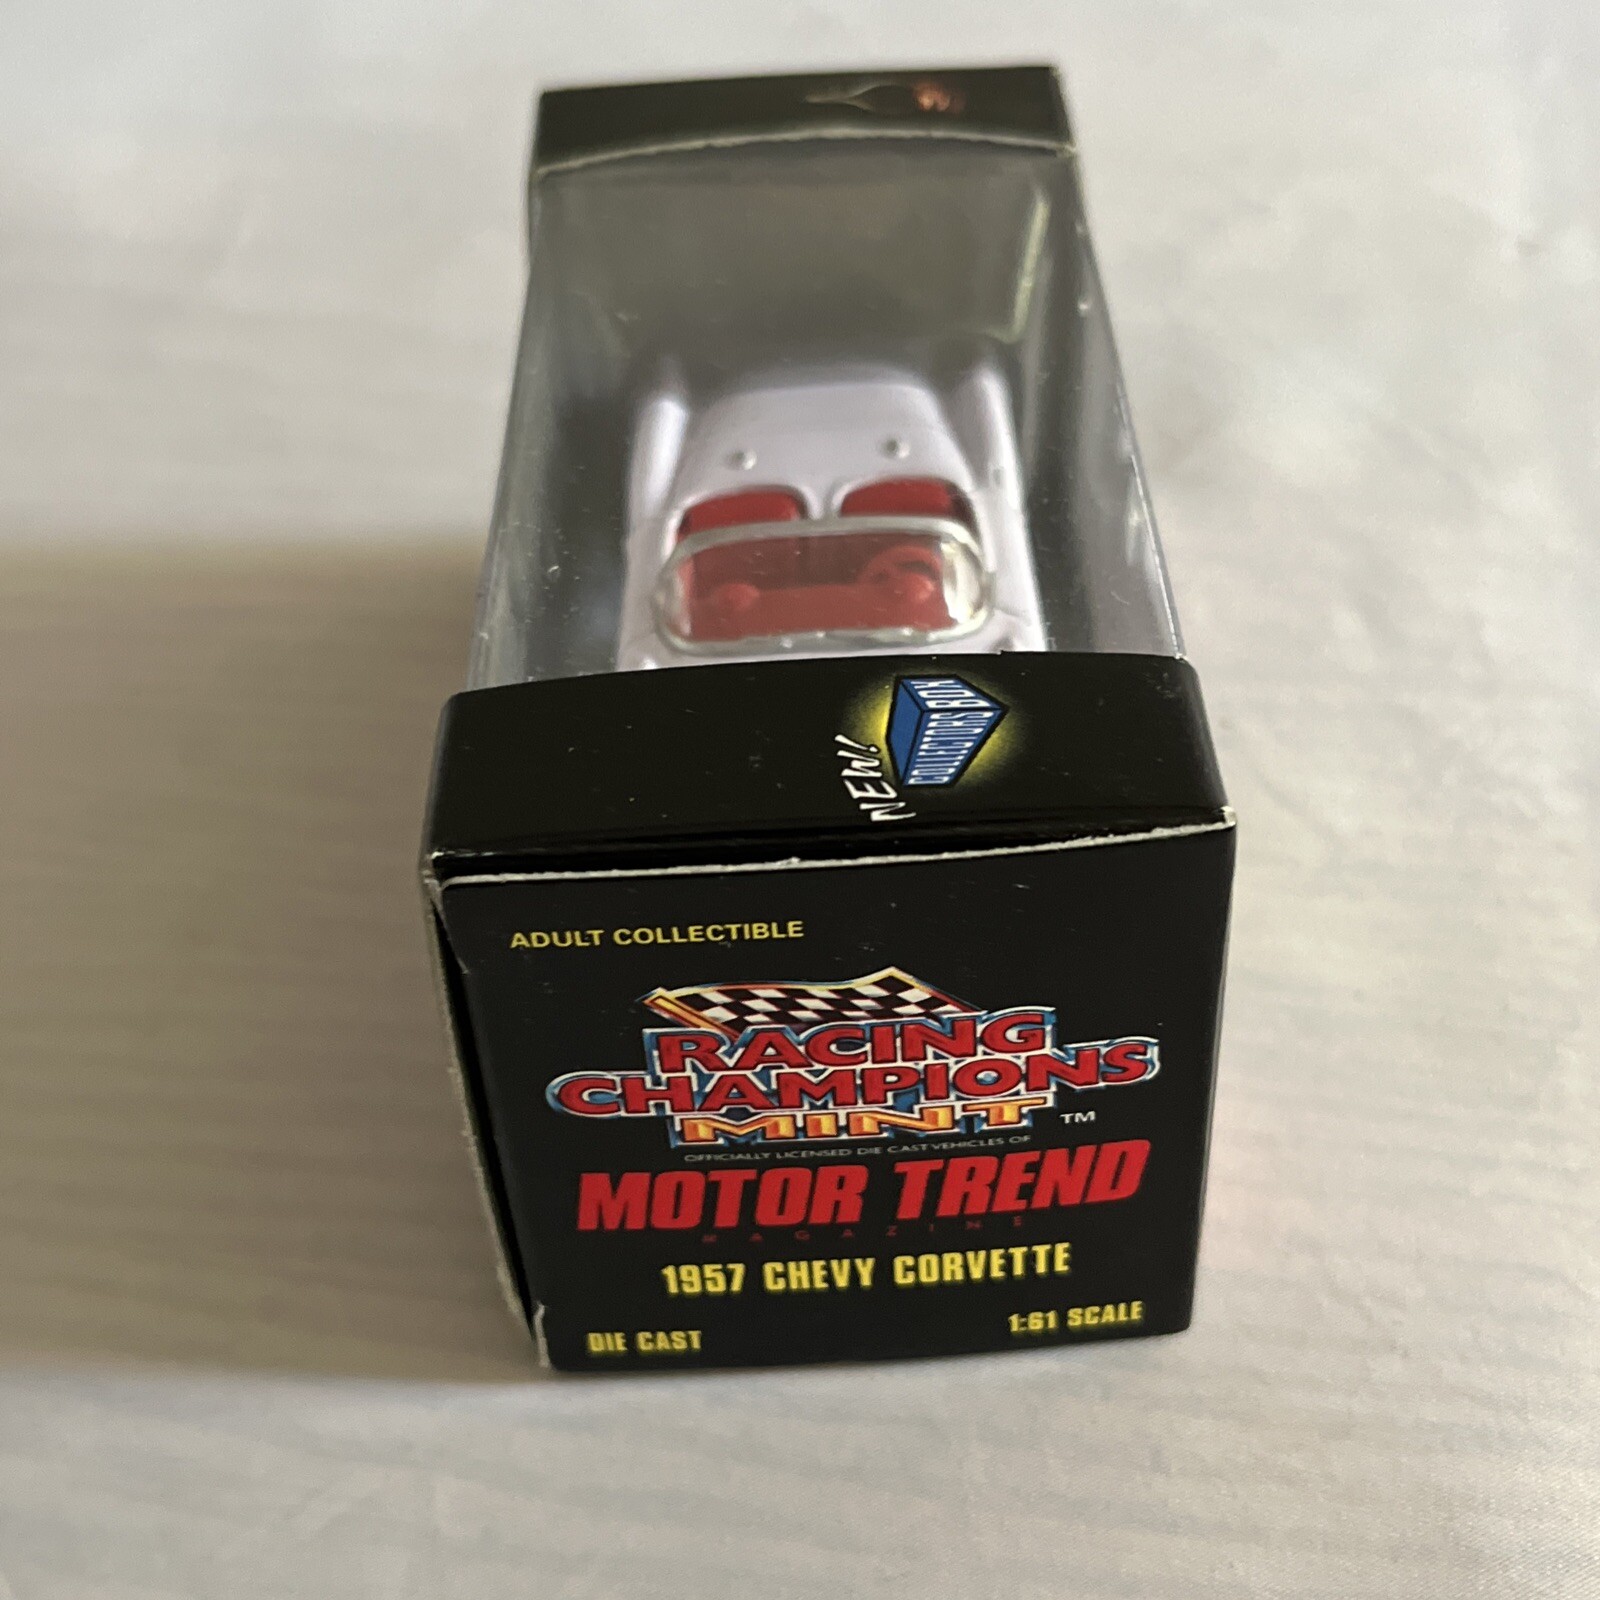 NEW!
COLLECTORS BOX
ADULT COLLECTIBLE
RACING
CHAMPIONS
MINT TM
OFFICIALLY LICENSED DIE CAST VEHICLES OF
MOTOR TREND
MAGAZINE
1957 CHEVY CORVETTE
DIE CAST
1:61 SCALE